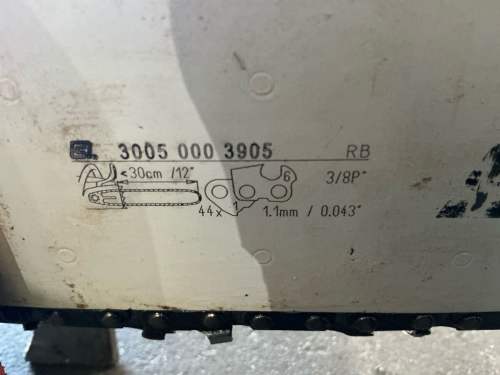 3005 000 3905 RB
<30cm /12"
6
3/8P"
44x 1 1.1mm / 0.043"